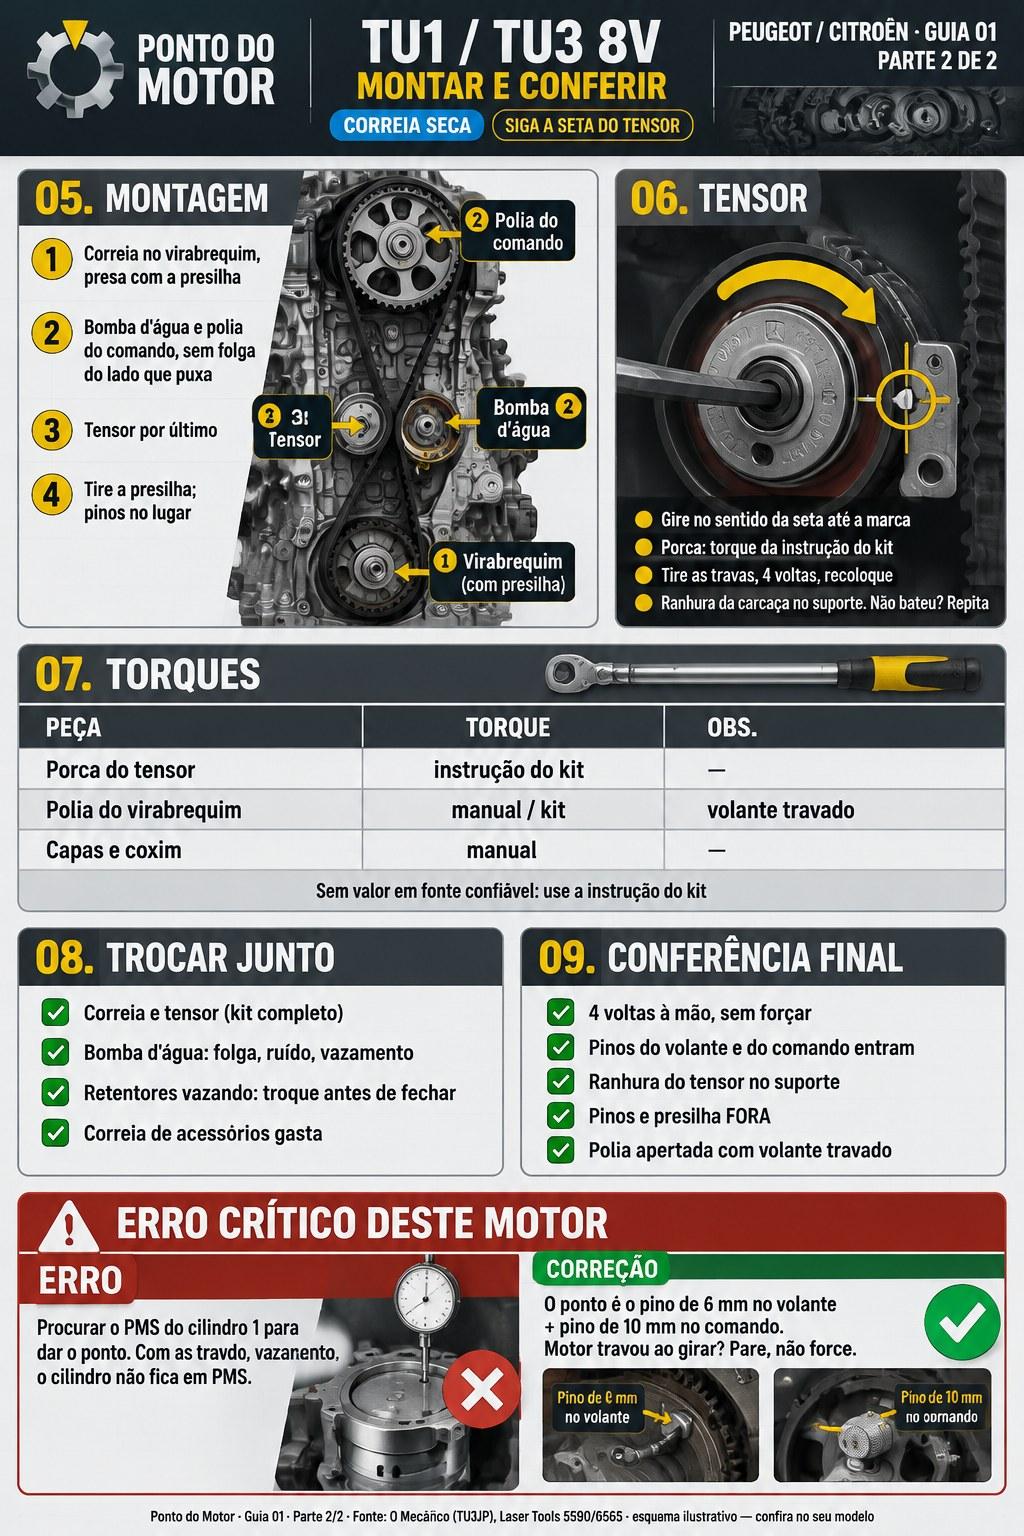 PONTO DO
MOTOR
TU1 / TU3 8V
MONTAR E CONFERIR
CORREIA SECA
SIGA A SETA DO TENSOR
PEUGEOT / CITROËN · GUIA 01
PARTE 2 DE 2
05. MONTAGEM
1
Correia no virabrequim,
presa com a presilha
2
Bomba d'água e polia
do comando, sem folga
do lado que puxa
3
Tensor por último
4
Tire a presilha;
pinos no lugar
2 Polia do
comando
Tensor
Bomba 2
d'água
1 Virabrequim
(com presilha)
06. TENSOR
Gire no sentido da seta até a marca
Porca: torque da instrução do kit
Tire as travas, 4 voltas, recoloque
Ranhura da carcaça no suporte. Não bateu? Repita
07. TORQUES
PEÇA TORQUE OBS.
Porca do tensor instrução do kit —
Polia do virabrequim manual / kit volante travado
Capas e coxim manual —
Sem valor em fonte confiável: use a instrução do kit
08. TROCAR JUNTO
Correia e tensor (kit completo)
Bomba d'água: folga, ruído, vazamento
Retentores vazando: troque antes de fechar
Correia de acessórios gasta
09. CONFERÊNCIA FINAL
4 voltas à mão, sem forçar
Pinos do volante e do comando entram
Ranhura do tensor no suporte
Pinos e presilha FORA
Polia apertada com volante travado
! ERRO CRÍTICO DESTE MOTOR
ERRO
Procurar o PMS do cilindro 1 para
dar o ponto. Com as travdo, vazanento,
o cilindro não fica em PMS.
CORREÇÃO
O ponto é o pino de 6 mm no volante
+ pino de 10 mm no comando.
Motor travou ao girar? Pare, não force.
Pino de mm
no volante
Pino de 10 mm
no
Ponto do Motor · Guia 01 · Parte 2/2 · Fonte: O Mecânico (TU3JP), Laser Tools 5590/6565 · esquema ilustrativo — confira no seu modelo